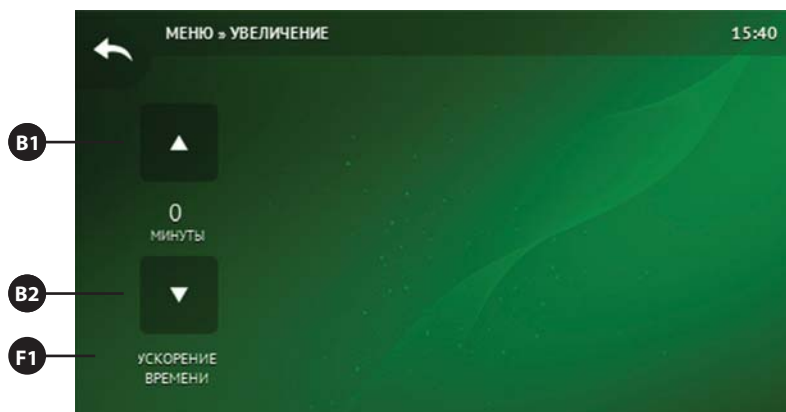 МЕНЮ » УВЕЛИЧЕНИЕ 15:40
B1
0
МИНУТЫ
B2
F1
УСКОРЕНИЕ
ВРЕМЕНИ